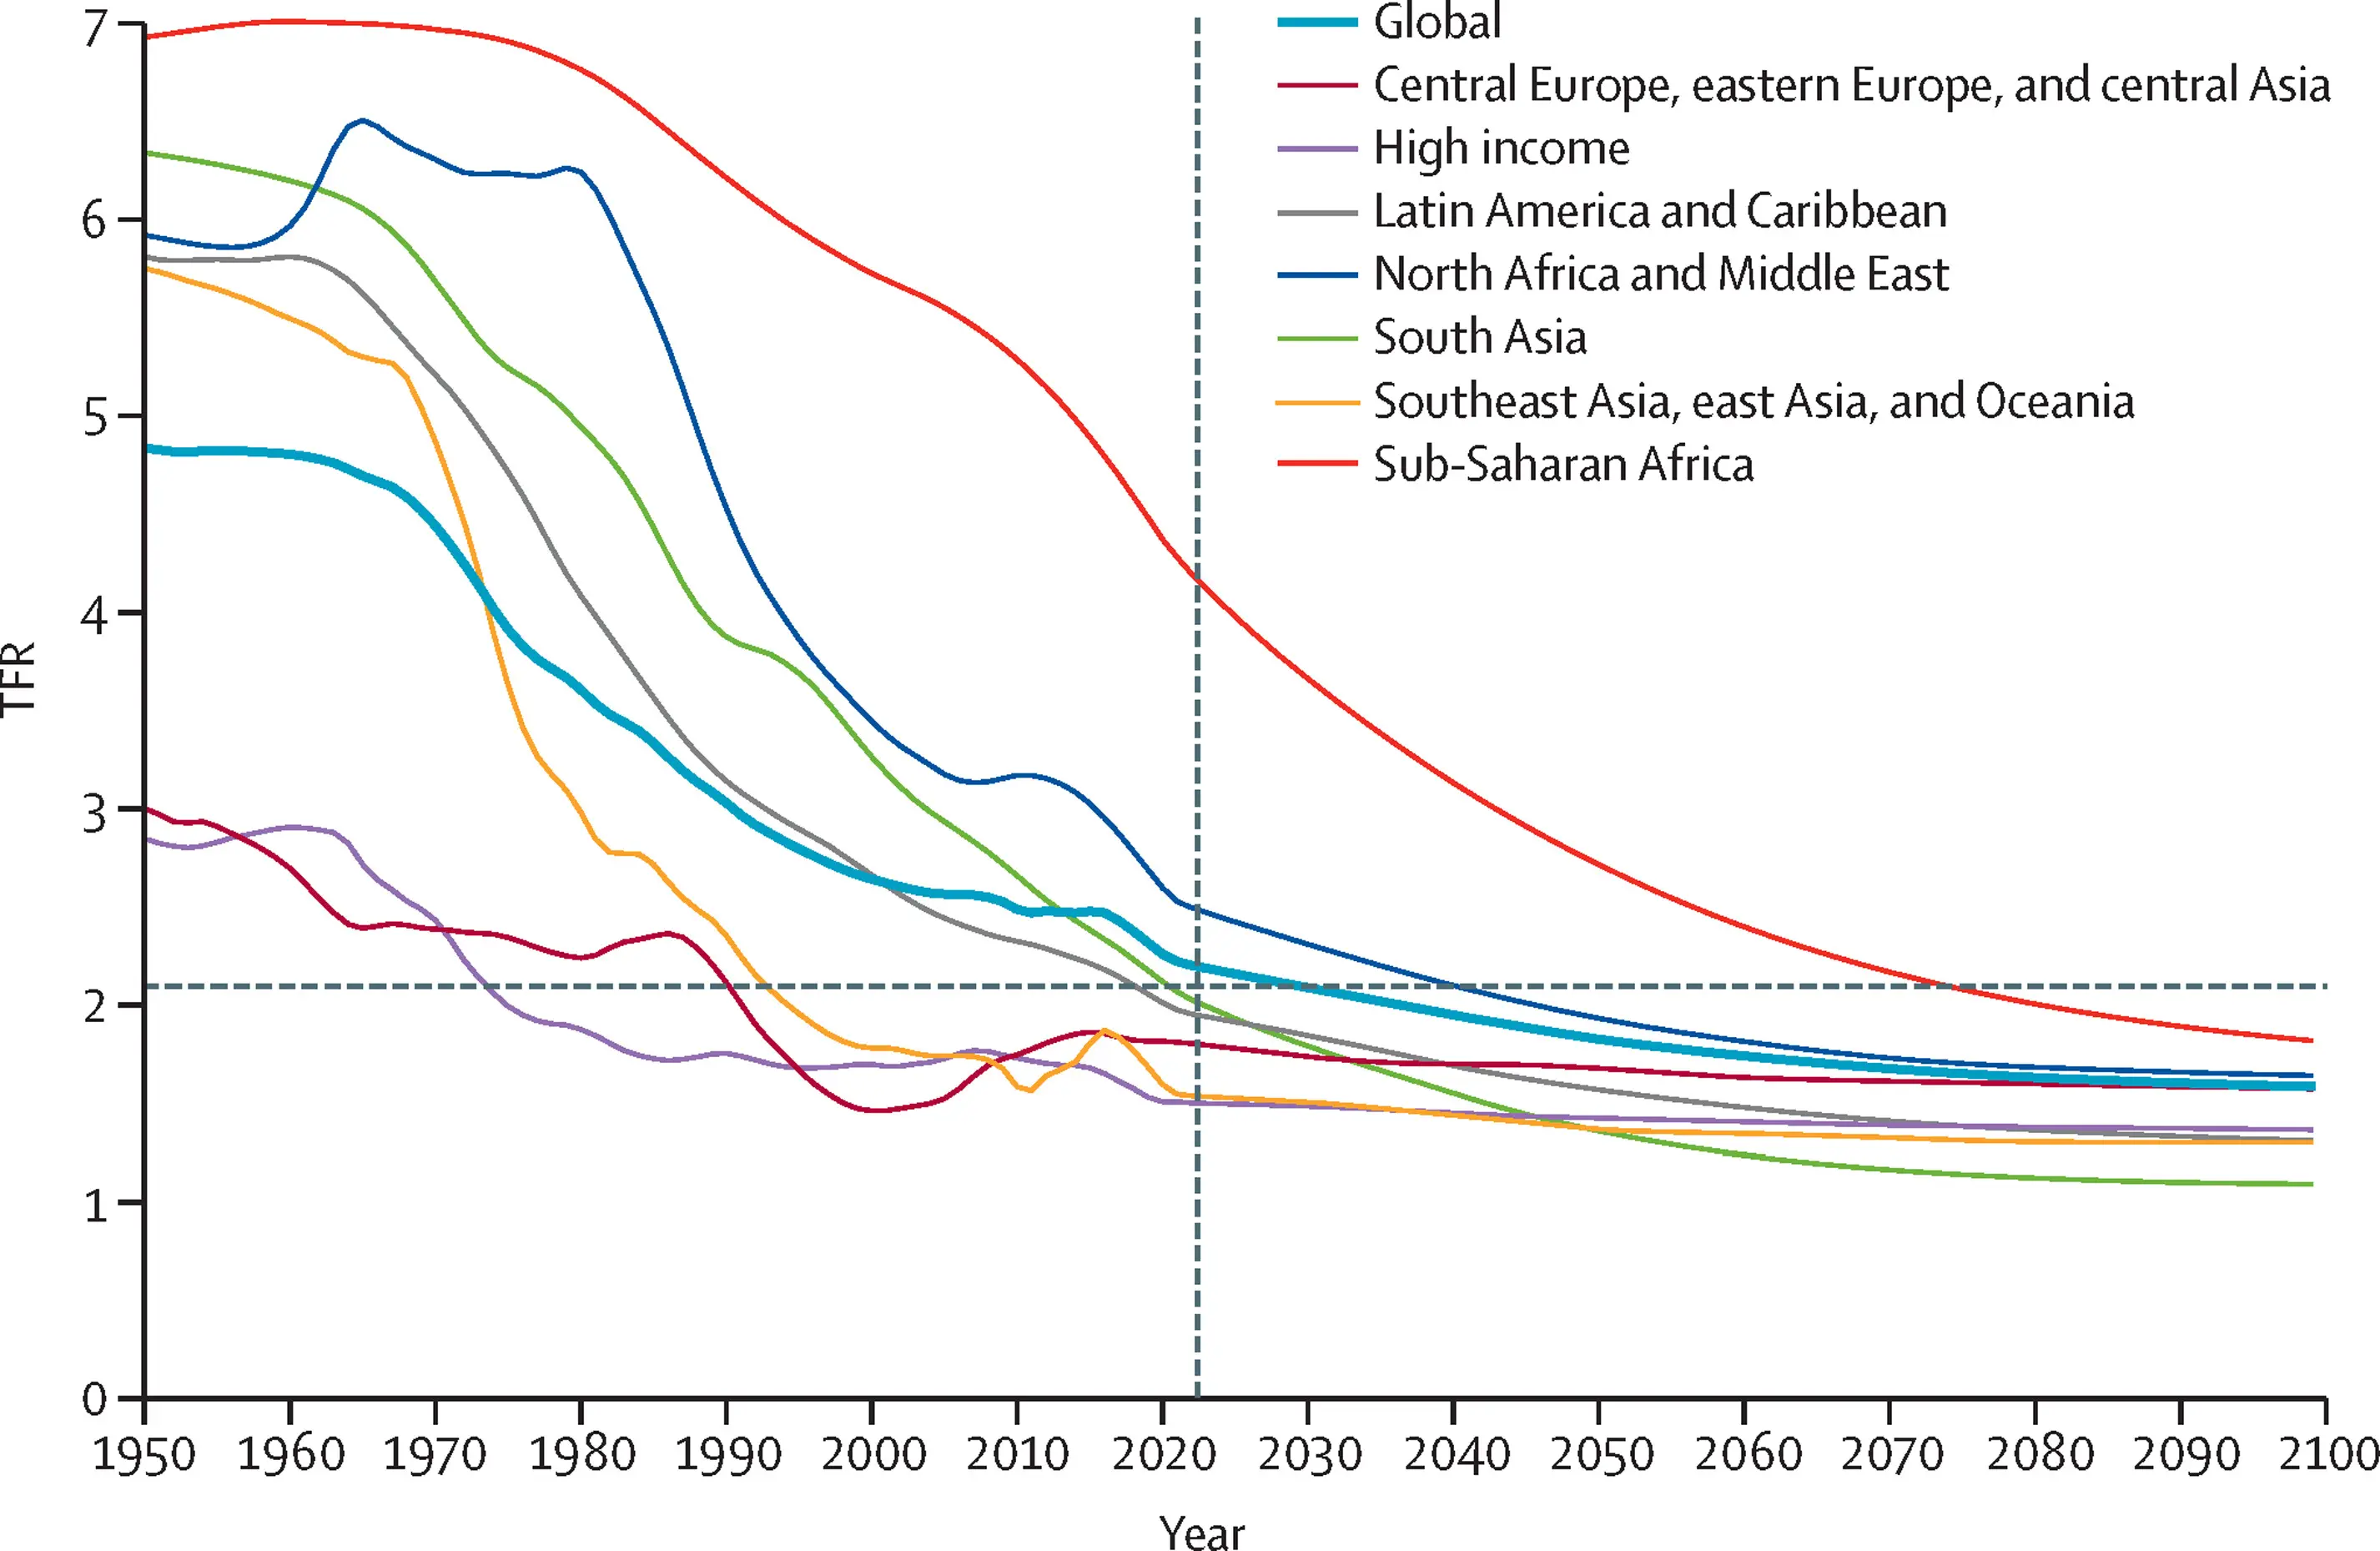 7
6
5
4
3
2
1
0
TFR
Global
Central Europe, eastern Europe, and central Asia
High income
Latin America and Caribbean
North Africa and Middle East
South Asia
Southeast Asia, east Asia, and Oceania
Sub-Saharan Africa
1950 1960 1970 1980 1990 2000 2010 2020 2030 2040 2050 2060 2070 2080 2090 2100
Year